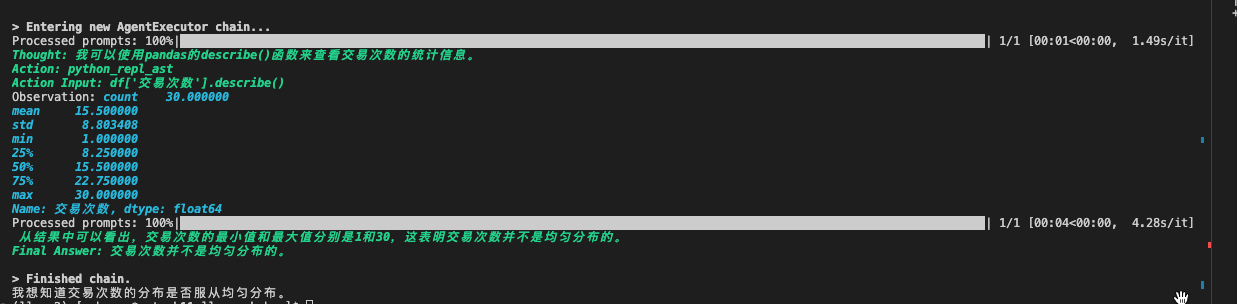 > Entering new AgentExecutor chain...
Processed prompts: 100%| | 1/1 [00:01<00:00, 1.49s/it]
Thought: 我可以使用pandas的describe()函数来查看交易次数的统计信息。
Action: python_repl_ast
Action Input: df['交易次数'].describe()
Observation: count 30.000000
mean 15.500000
std 8.803408
min 1.000000
25% 8.250000
50% 15.500000
75% 22.750000
max 30.000000
Name: 交易次数, dtype: float64
Processed prompts: 100%| | 1/1 [00:04<00:00, 4.28s/it]
从结果中可以看出，交易次数的最小值和最大值分别是1和30，这表明交易次数并不是均匀分布的。
Final Answer: 交易次数并不是均匀分布的。
> Finished chain.
我想知道交易次数的分布是否服从均匀分布。